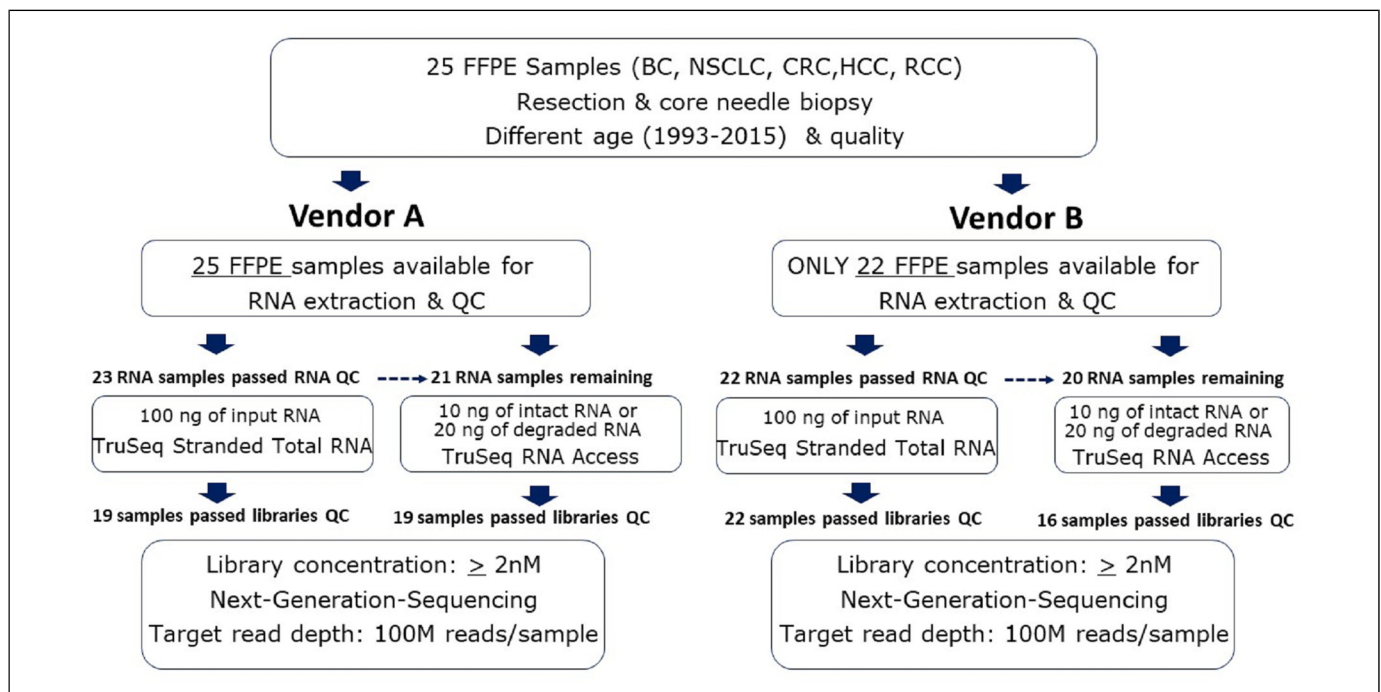 25 FFPE Samples (BC, NSCLC, CRC,HCC, RCC)
Resection & core needle biopsy
Different age (1993-2015) & quality
Vendor A
25 FFPE samples available for
RNA extraction & QC
23 RNA samples passed RNA QC
21 RNA samples remaining
100 ng of input RNA
TruSeq Stranded Total RNA
10 ng of intact RNA or
20 ng of degraded RNA
TruSeq RNA Access
19 samples passed libraries QC
19 samples passed libraries QC
Library concentration: ≥ 2nM
Next-Generation-Sequencing
Target read depth: 100M reads/sample
Vendor B
ONLY 22 FFPE samples available for
RNA extraction & QC
22 RNA samples passed RNA QC
20 RNA samples remaining
100 ng of input RNA
TruSeq Stranded Total RNA
10 ng of intact RNA or
20 ng of degraded RNA
TruSeq RNA Access
22 samples passed libraries QC
16 samples passed libraries QC
Library concentration: ≥ 2nM
Next-Generation-Sequencing
Target read depth: 100M reads/sample